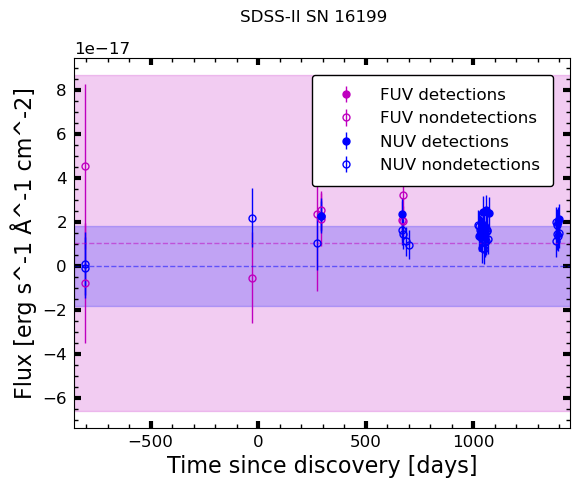 SDSS-II SN 16199
1e−17
8
6
4
2
0
−2
−4
−6
Flux [erg s^-1 Å^-1 cm^-2]
FUV detections
FUV nondetections
NUV detections
NUV nondetections
−500
0
500
1000
Time since discovery [days]